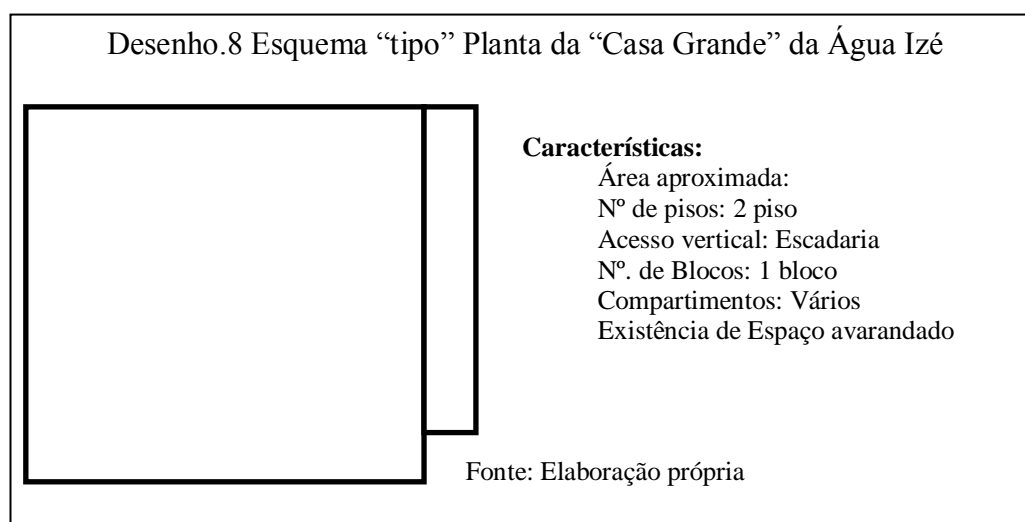 Desenho.8 Esquema “tipo” Planta da “Casa Grande” da Água Izé
Características:
Área aproximada:
Nº de pisos: 2 piso
Acesso vertical: Escadaria
Nº. de Blocos: 1 bloco
Compartimentos: Vários
Existência de Espaço avarandado
Fonte: Elaboração própria